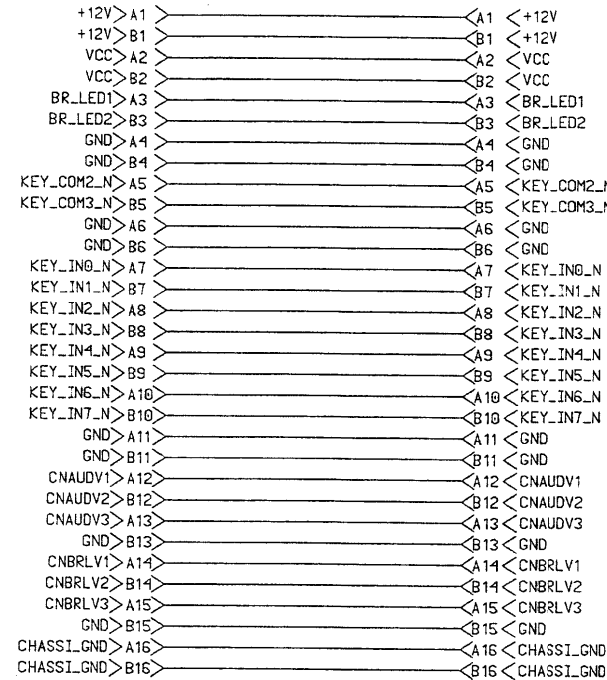 +12V A1 A1 +12V
+12V B1 B1 +12V
VCC A2 A2 VCC
VCC B2 B2 VCC
BR_LED1 A3 A3 BR_LED1
BR_LED2 B3 B3 BR_LED2
GND A4 A4 GND
GND B4 B4 GND
KEY_COM2_N A5 A5 KEY_COM2_N
KEY_COM3_N B5 B5 KEY_COM3_N
GND A6 A6 GND
GND B6 B6 GND
KEY_IN0_N A7 A7 KEY_IN0_N
KEY_IN1_N B7 B7 KEY_IN1_N
KEY_IN2_N A8 A8 KEY_IN2_N
KEY_IN3_N B8 B8 KEY_IN3_N
KEY_IN4_N A9 A9 KEY_IN4_N
KEY_IN5_N B9 B9 KEY_IN5_N
KEY_IN6_N A10 A10 KEY_IN6_N
KEY_IN7_N B10 B10 KEY_IN7_N
GND A11 A11 GND
GND B11 B11 GND
CNAUDV1 A12 A12 CNAUDV1
CNAUDV2 B12 B12 CNAUDV2
CNAUDV3 A13 A13 CNAUDV3
GND B13 B13 GND
CNBRLV1 A14 A14 CNBRLV1
CNBRLV2 B14 B14 CNBRLV2
CNBRLV3 A15 A15 CNBRLV3
GND B15 B15 GND
CHASSI_GND A16 A16 CHASSI_GND
CHASSI_GND B16 B16 CHASSI_GND